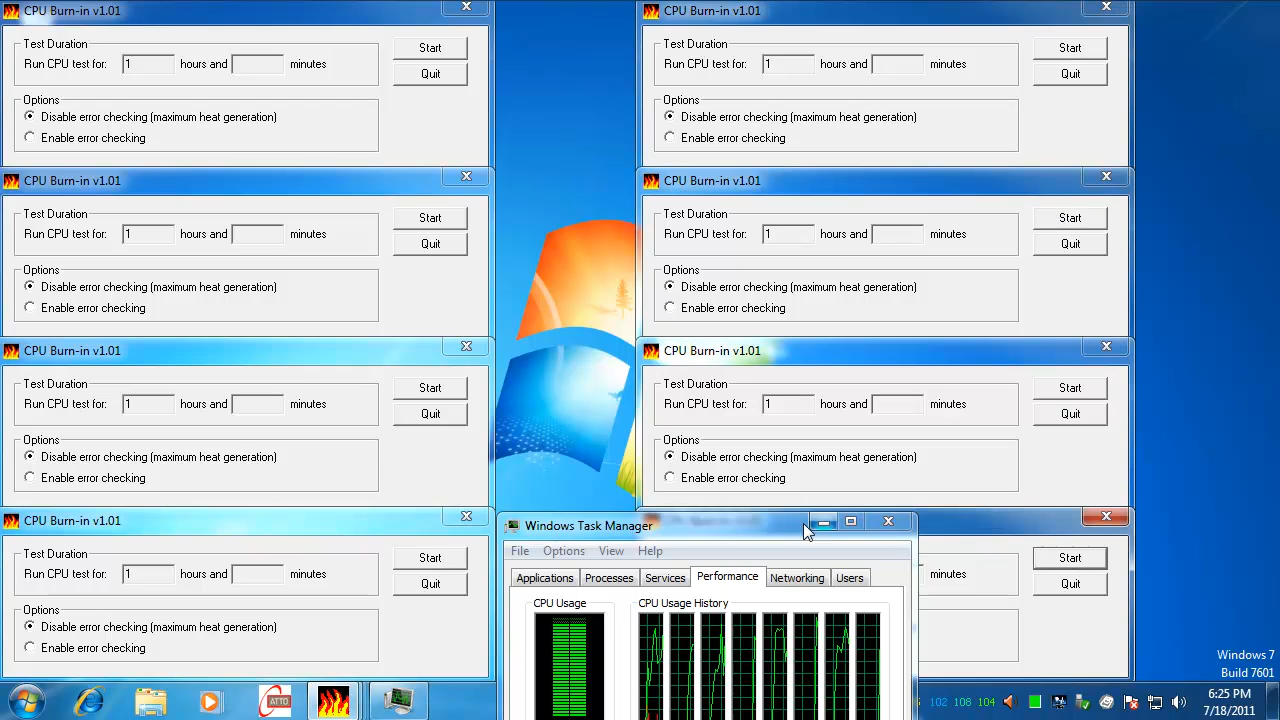 CPU Burn-in v1.01
Test Duration
Run CPU test for: 1 hours and minutes
Start
Quit
Options
Disable error checking (maximum heat generation)
Enable error checking
CPU Burn-in v1.01
Test Duration
Run CPU test for: 1 hours and minutes
Start
Quit
Options
Disable error checking (maximum heat generation)
Enable error checking
CPU Burn-in v1.01
Test Duration
Run CPU test for: 1 hours and minutes
Start
Quit
Options
Disable error checking (maximum heat generation)
Enable error checking
CPU Burn-in v1.01
Test Duration
Run CPU test for: 1 hours and minutes
Start
Quit
Options
Disable error checking (maximum heat generation)
Enable error checking
CPU Burn-in v1.01
Test Duration
Run CPU test for: 1 hours and minutes
Start
Quit
Options
Disable error checking (maximum heat generation)
Enable error checking
CPU Burn-in v1.01
Test Duration
Run CPU test for: 1 hours and minutes
Start
Quit
Options
Disable error checking (maximum heat generation)
Enable error checking
CPU Burn-in v1.01
Test Duration
Run CPU test for: 1 hours and minutes
Start
Quit
Options
Disable error checking (maximum heat generation)
Enable error checking
minutes
Start
Quit
Windows Task Manager
File Options View Help
Applications Processes Services Performance Networking Users
CPU Usage
CPU Usage History
Windows 7
Build 7601
102 108 104
6:25 PM
7/18/2011